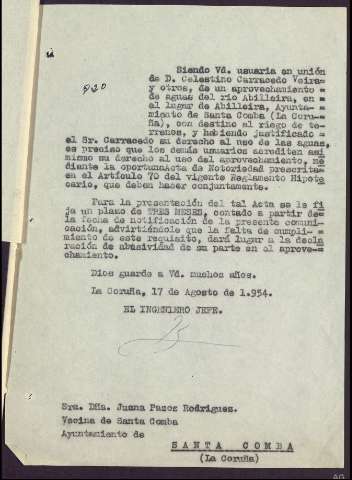 920
Siendo Vd. usuaria en unión
de D. Celestino Carracedo Veira
y otros, de un aprovechamiento =
de aguas del río Abilleira, en =
el lugar de Abilleira, Ayunta-=
miento de Santa Comba (La Coru=
ña), con destino al riego de te=
rrenos, y habiendo justificado =
el Sr. Carracedo su derecho al uso de las aguas,
es preciso que los demás usuarios acrediten asi
mismo su derecho al uso del aprovechamiento, me
diante la oportunaActa de Notoriedad prescrita=
en el Artículo 70 del vigente Reglamento Hipote
cario, que deben hacer conjuntamente.
Para la presentación del tal Acta se le fi
ja un plazo de TRES MESES, contado a partir de=
la fecha de notificación de la presente comuni=
cación, advirtiéndole que la falta de cumpli-=
miento de este requisito, dará lugar a la decla
ración de abusividad de su parte en el aprove=
chamiento.
Dios guarde a Vd. muchos años.
La Coruña, 17 de Agosto de 1.954.
EL INGENIERO JEFE.
Sra. Dña. Juana Pazos Rodriguez.
Vecina de Santa Comba
Ayuntamiento de
SANTA COMBA
(La Coruña)